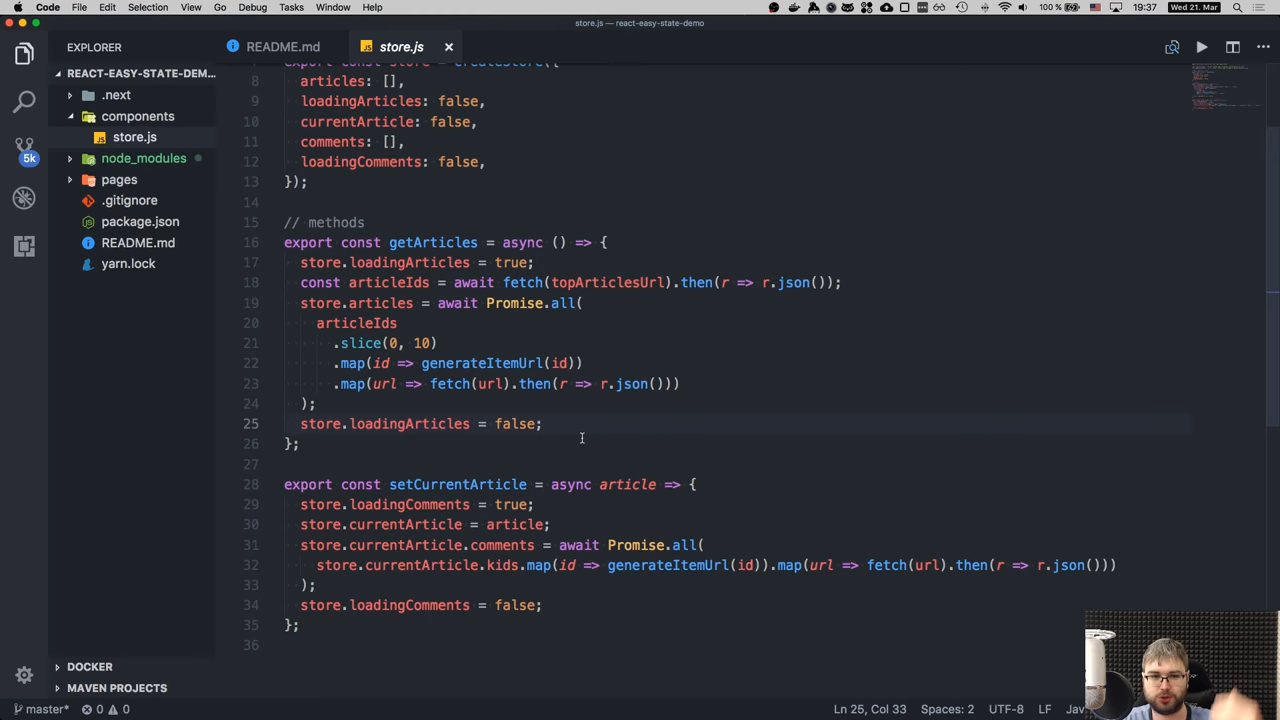 Code File Edit Selection View Go Debug Tasks Window Help 100 % 19:37 Wed 21. Mar
store.js — react-easy-state-demo
EXPLORER
README.md
JS store.js ×
REACT-EASY-STATE-DEM...
.next
components
JS store.js
node_modules
pages
.gitignore
package.json
README.md
yarn.lock
5k
DOCKER
MAVEN PROJECTS
8 articles: [],
9 loadingArticles: false,
10 currentArticle: false,
11 comments: [],
12 loadingComments: false,
13 });
14
15 // methods
16 export const getArticles = async () => {
17 store.loadingArticles = true;
18 const articleIds = await fetch(topArticlesUrl).then(r => r.json());
19 store.articles = await Promise.all(
20 articleIds
21 .slice(0, 10)
22 .map(id => generateItemUrl(id))
23 .map(url => fetch(url).then(r => r.json()))
24 );
25 store.loadingArticles = false;
26 };
27
28 export const setCurrentArticle = async article => {
29 store.loadingComments = true;
30 store.currentArticle = article;
31 store.currentArticle.comments = await Promise.all(
32 store.currentArticle.kids.map(id => generateItemUrl(id)).map(url => fetch(url).then(r => r.json()))
33 );
34 store.loadingComments = false;
35 };
36
master* 0 0 Ln 25, Col 33 Spaces: 2 UTF-8 LF Jav